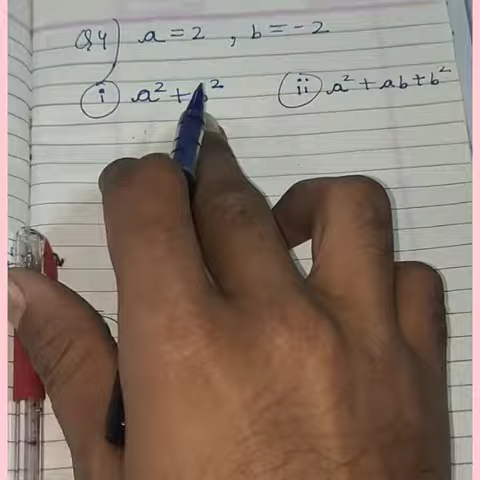 Q4) a = 2 , b = -2
(i) a² + ² (ii) a² + ab + b²